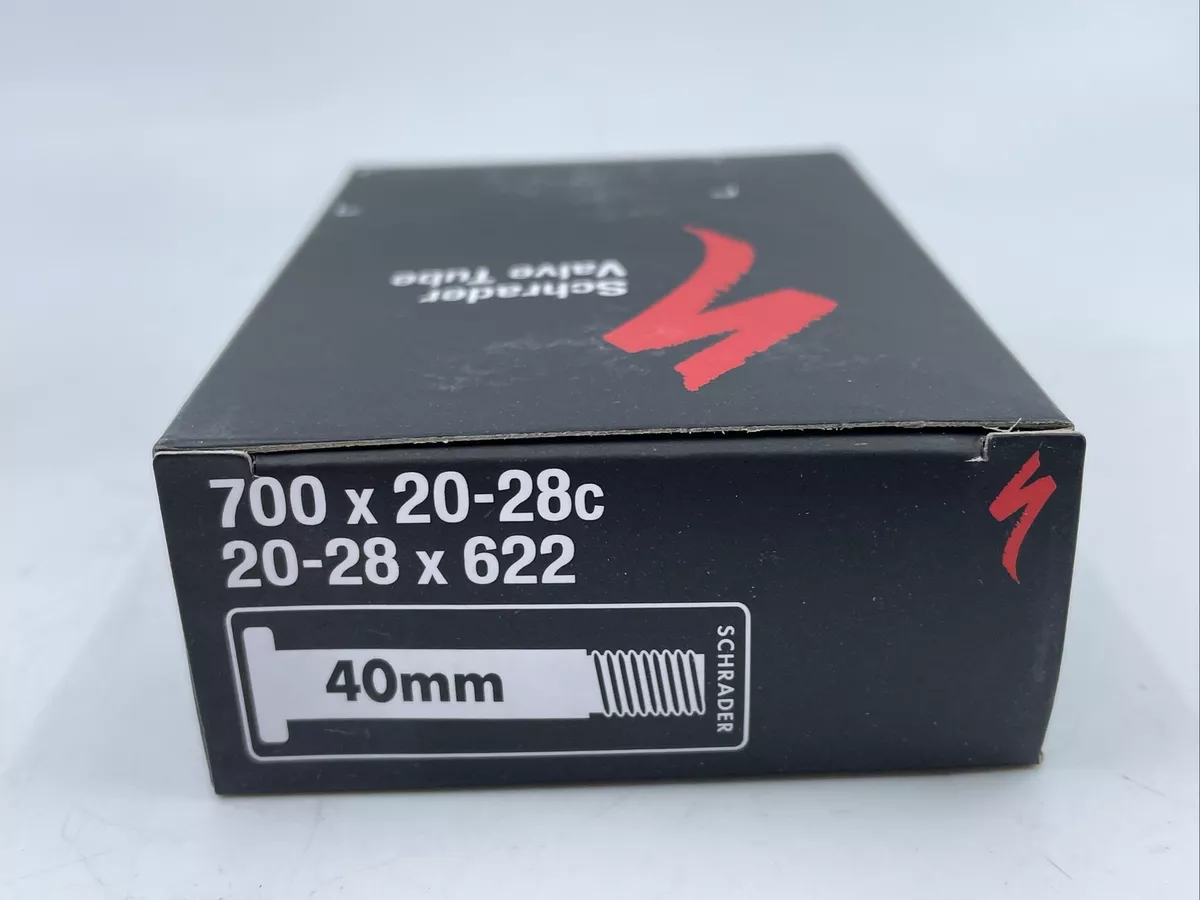 Schrader
Valve Tube
700 x 20-28c
20-28 x 622
40mm
SCHRADER